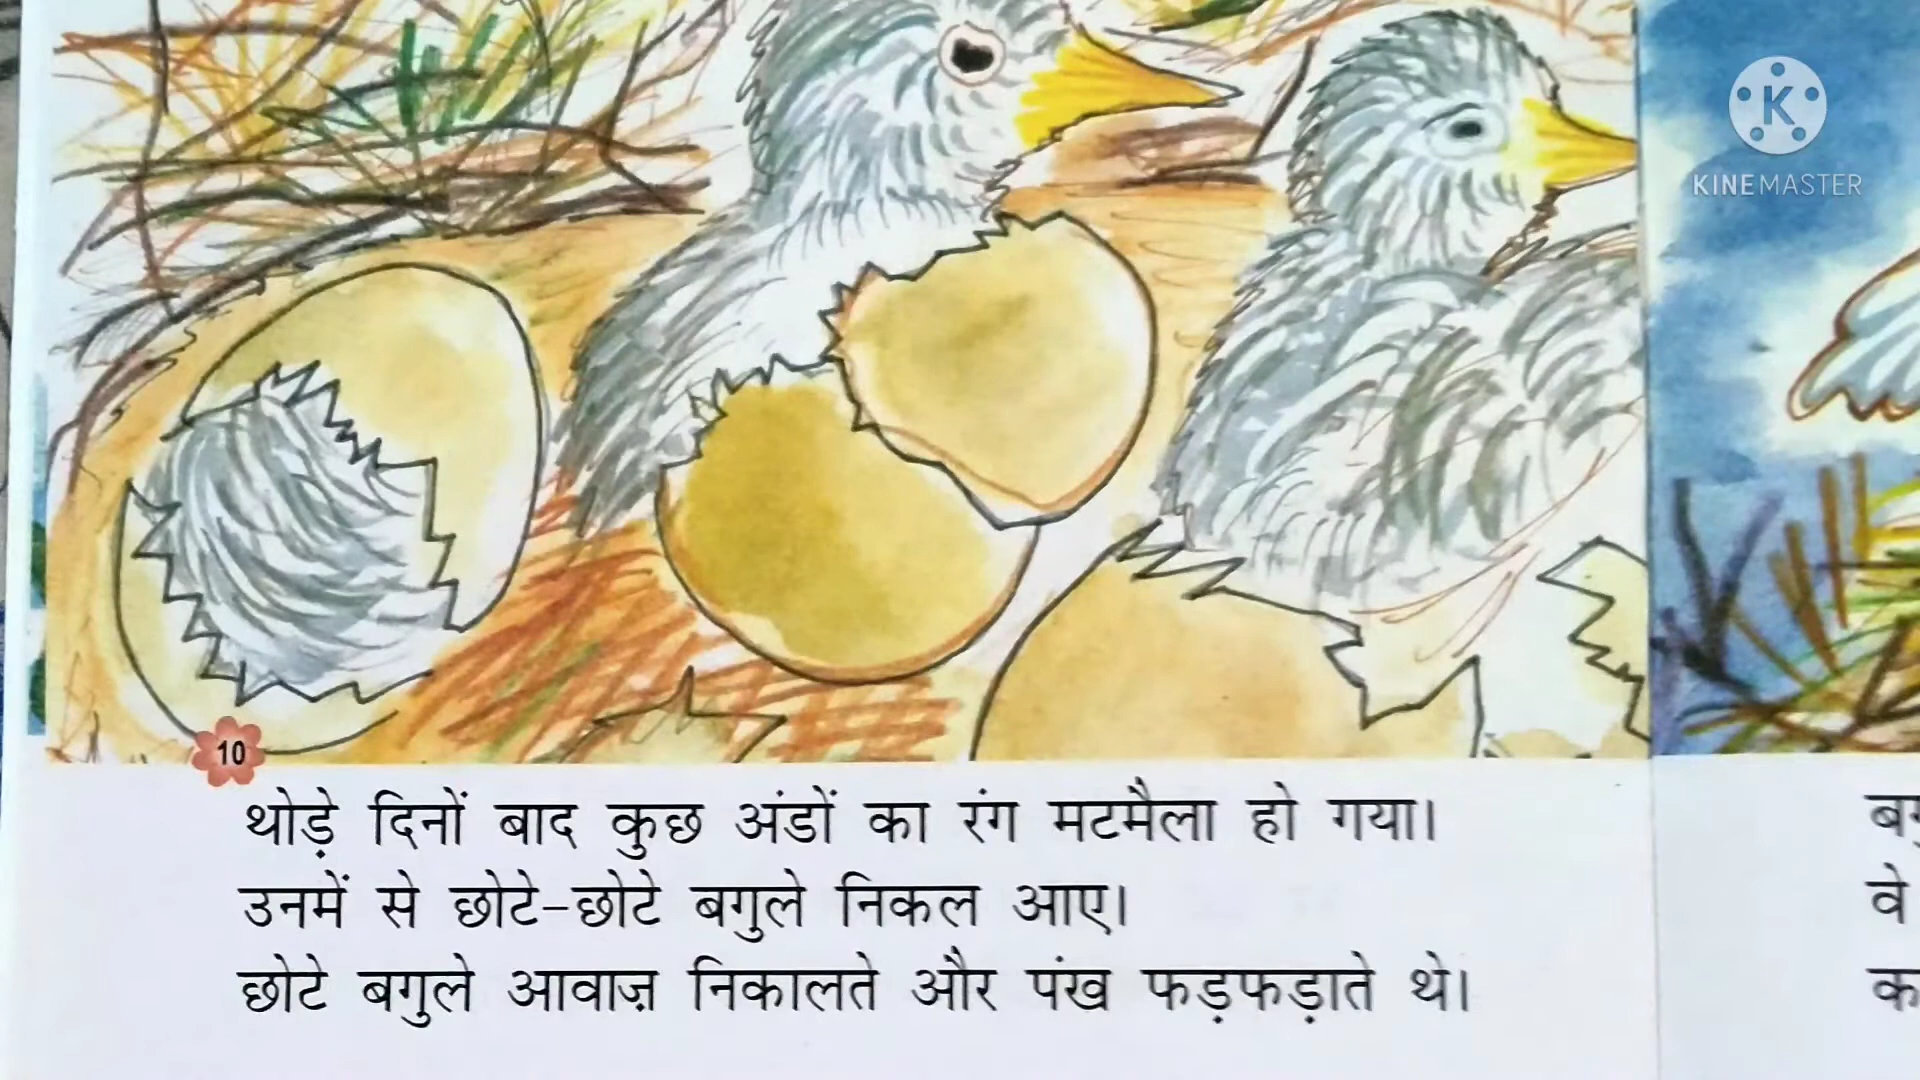 KINEMASTER
10
थोड़े दिनों बाद कुछ अंडों का रंग मटमैला हो गया।
उनमें से छोटे-छोटे बगुले निकल आए।
छोटे बगुले आवाज़ निकालते और पंख फड़फड़ाते थे।
वे